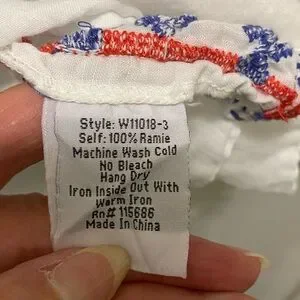 Style: W11018-3
Self: 100% Ramie
Machine Wash Cold
No Bleach
Hang Dry
Iron Inside Out With
Warm Iron
Rn# 115686
Made In China